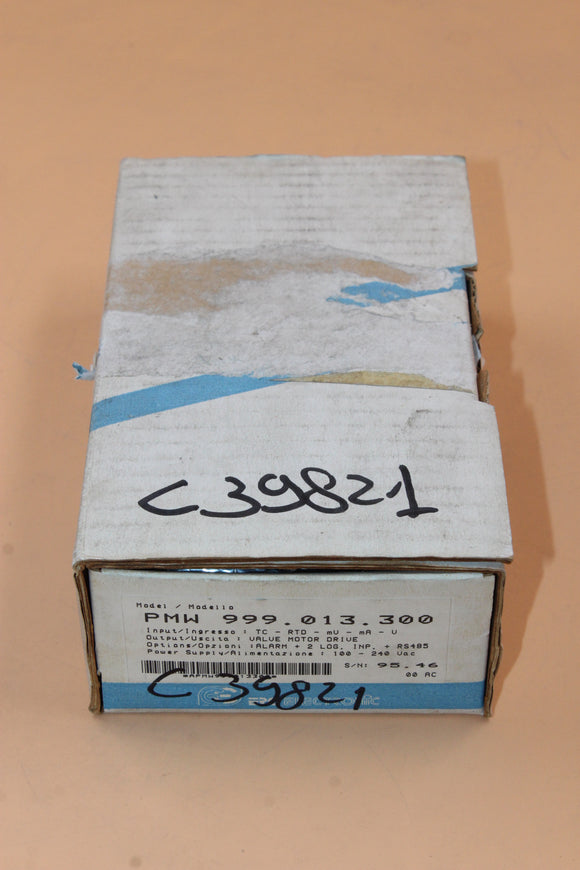 C39821
Model / Modello
PMW 999.013.300
Input/Ingresso : TC - RTD - mV - mA - V
Output/Uscita : VALVE MOTOR DRIVE
Options/Opzioni :ALARM + 2 LOG. INP. + RS485
Power Supply/Alimentazione : 100 - 240 Vac
S/N: 95.46
00 AC
C39821